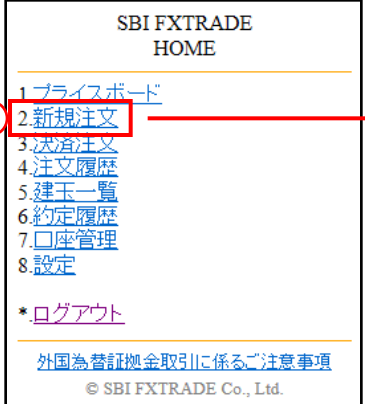 SBI FXTRADE
HOME
1.プライスボード
2.新規注文
3.決済注文
4.注文履歴
5.建玉一覧
6.約定履歴
7.口座管理
8.設定
*.ログアウト
外国為替証拠金取引に係るご注意事項
© SBI FXTRADE Co., Ltd.